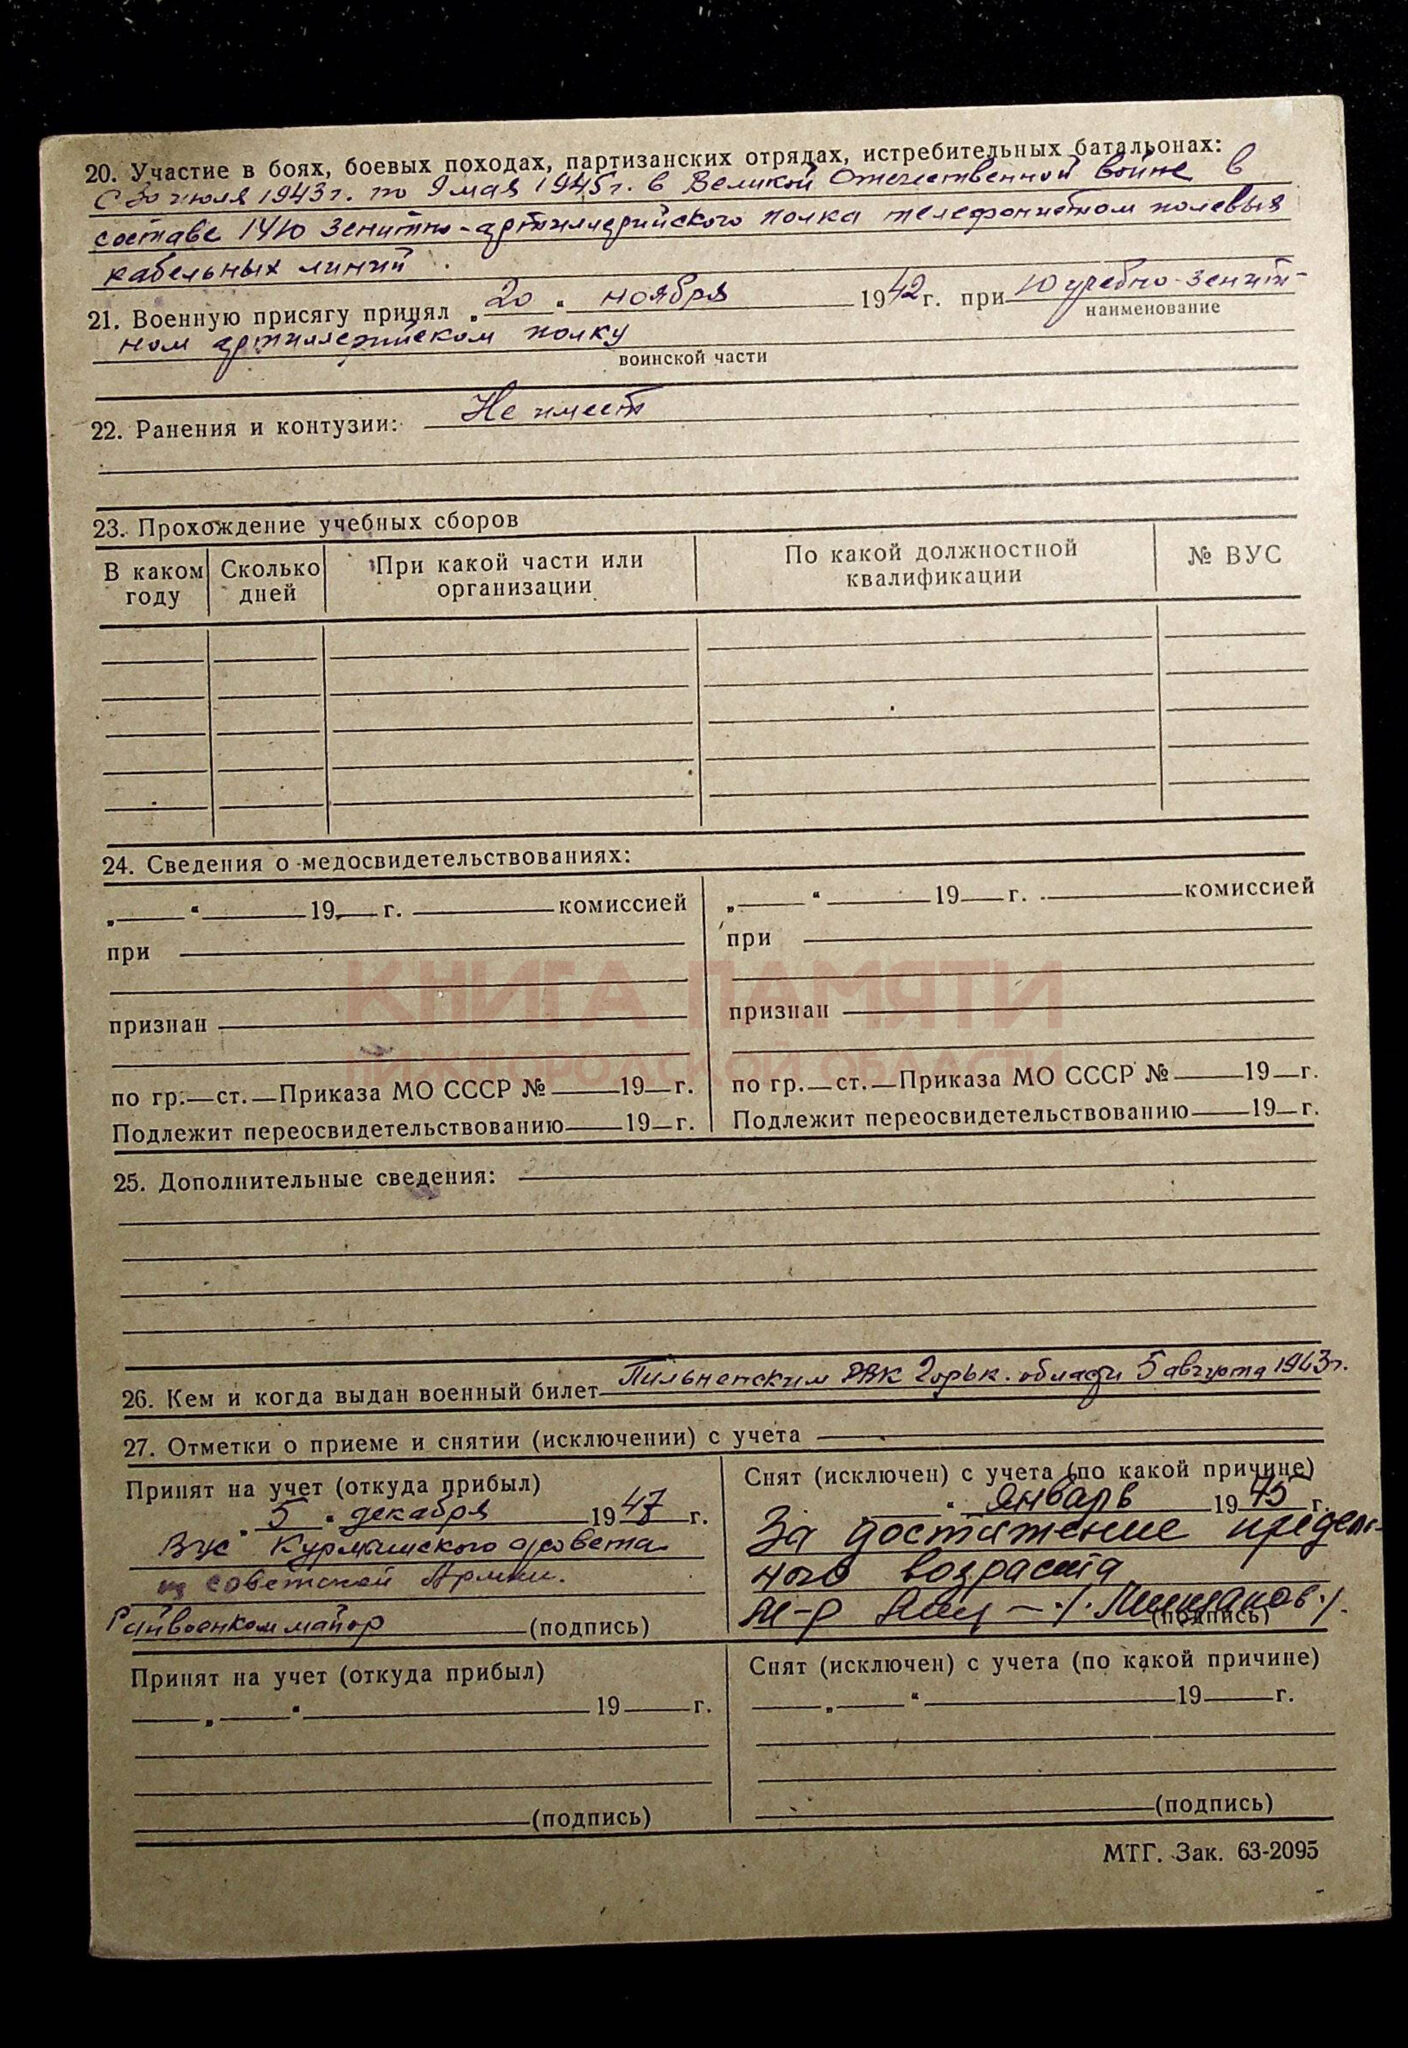 20. Участие в боях, боевых походах, партизанских отрядах, истребительных батальонах:
С 30 июля 1943г. по 9 мая 1945г. в Великой Отечественной войне в
составе 1410 зенитно-артиллерийского полка телефонистом полевых
кабельных линий.
21. Военную присягу принял „20“ ноября 1942г. при 10 учебно-зенит-
наименование
ном артиллерийском полку
воинской части
22. Ранения и контузии: Не имеет
23. Прохождение учебных сборов
В каком году Сколько дней При какой части или организации По какой должностной квалификации № ВУС
24. Сведения о медосвидетельствованиях:
„ “ 19 г. комиссией „ “ 19 г. комиссией
при при
КНИГА ПАМЯТИ
признан признан
НИЖЕГОРОДСКОЙ ОБЛАСТИ
по гр. ст. Приказа МО СССР № 19 г. по гр. ст. Приказа МО СССР № 19 г.
Подлежит переосвидетельствованию 19 г. Подлежит переосвидетельствованию 19 г.
25. Дополнительные сведения:
26. Кем и когда выдан военный билет Пильненским РВК Горьк. области 5 августа 1943г.
27. Отметки о приеме и снятии (исключении) с учета
Принят на учет (откуда прибыл)
„5“ декабря 1947 г.
Вус Курмышского с/совета
из советской Армии.
Райвоенком майор (подпись)
Снят (исключен) с учета (по какой причине)
“ январь 1975 г.
За достижение предель-
ного возраста
м-р (подпись)
Принят на учет (откуда прибыл)
„ “ 19 г.
(подпись)
Снят (исключен) с учета (по какой причине)
„ “ 19 г.
(подпись)
МТГ. Зак. 63-2095